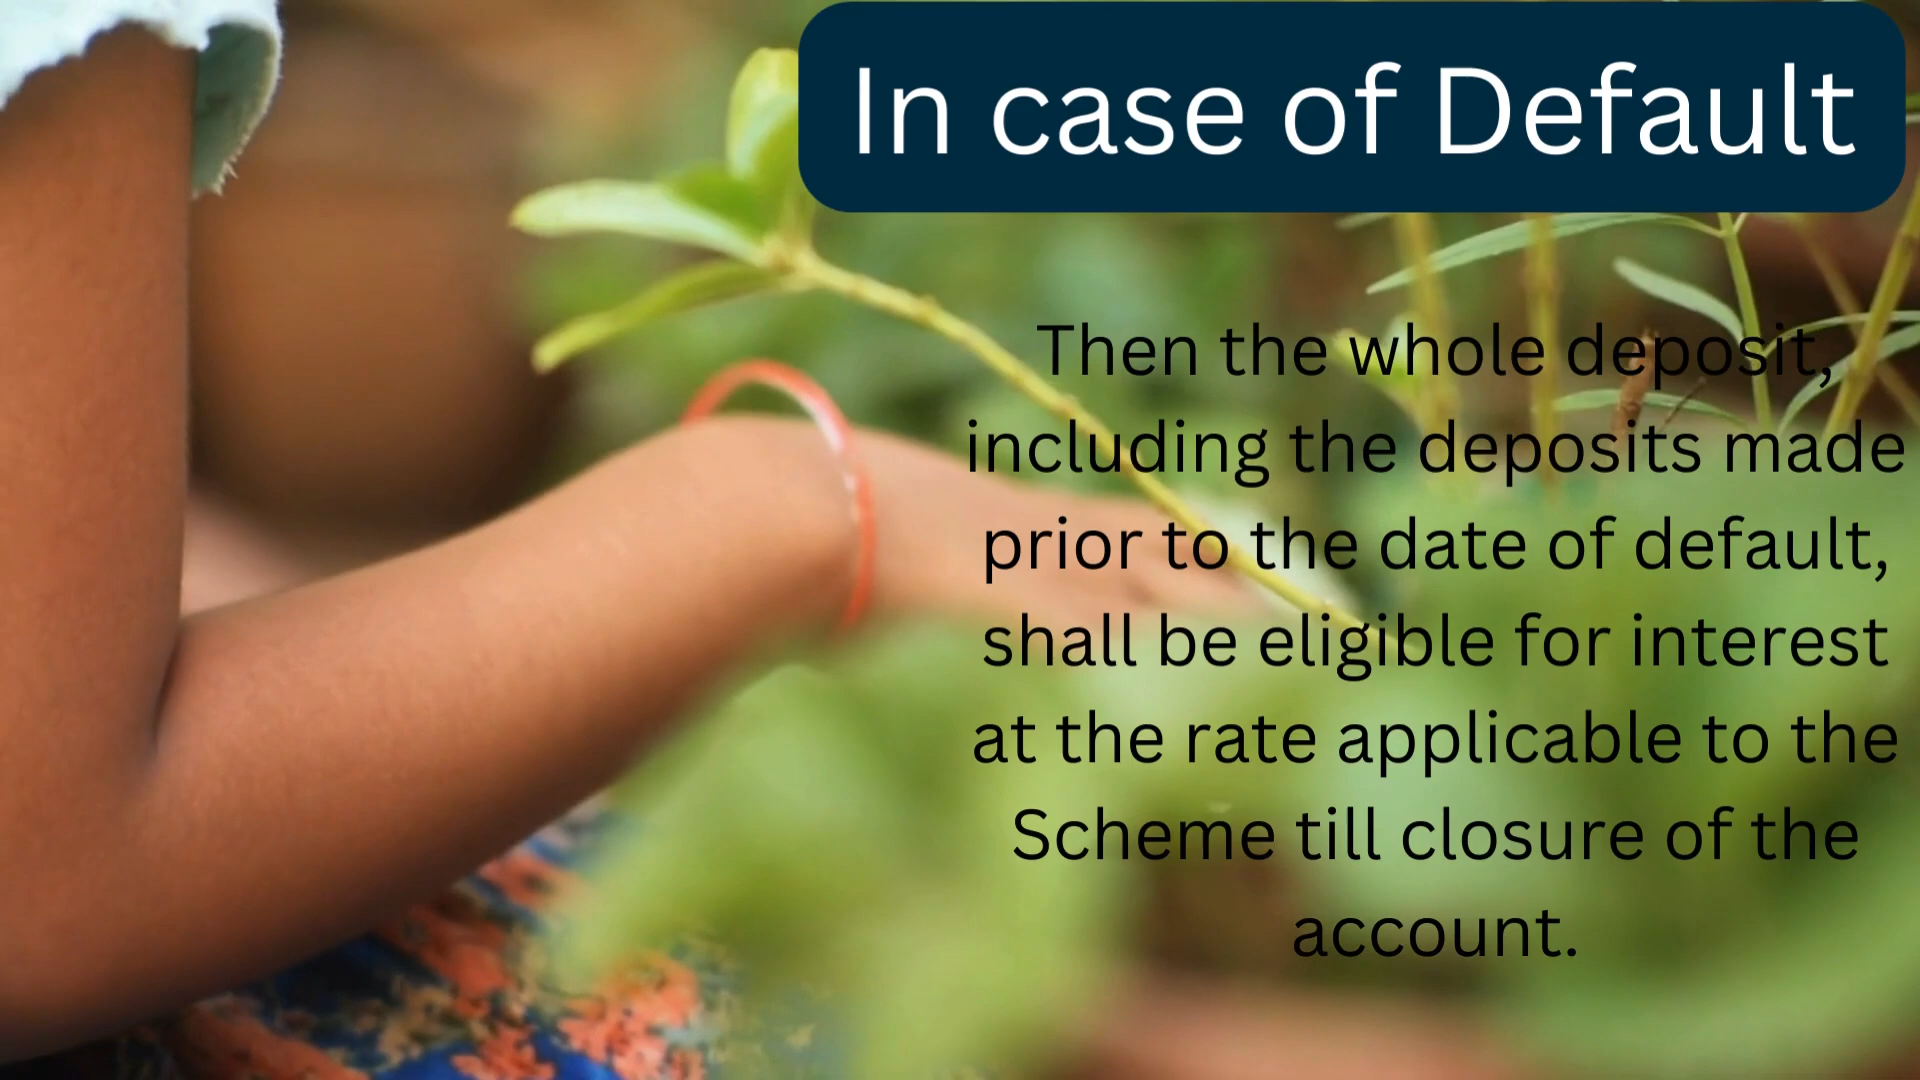 In case of Default
Then the whole deposit,
including the deposits made
prior to the date of default,
shall be eligible for interest
at the rate applicable to the
Scheme till closure of the
account.